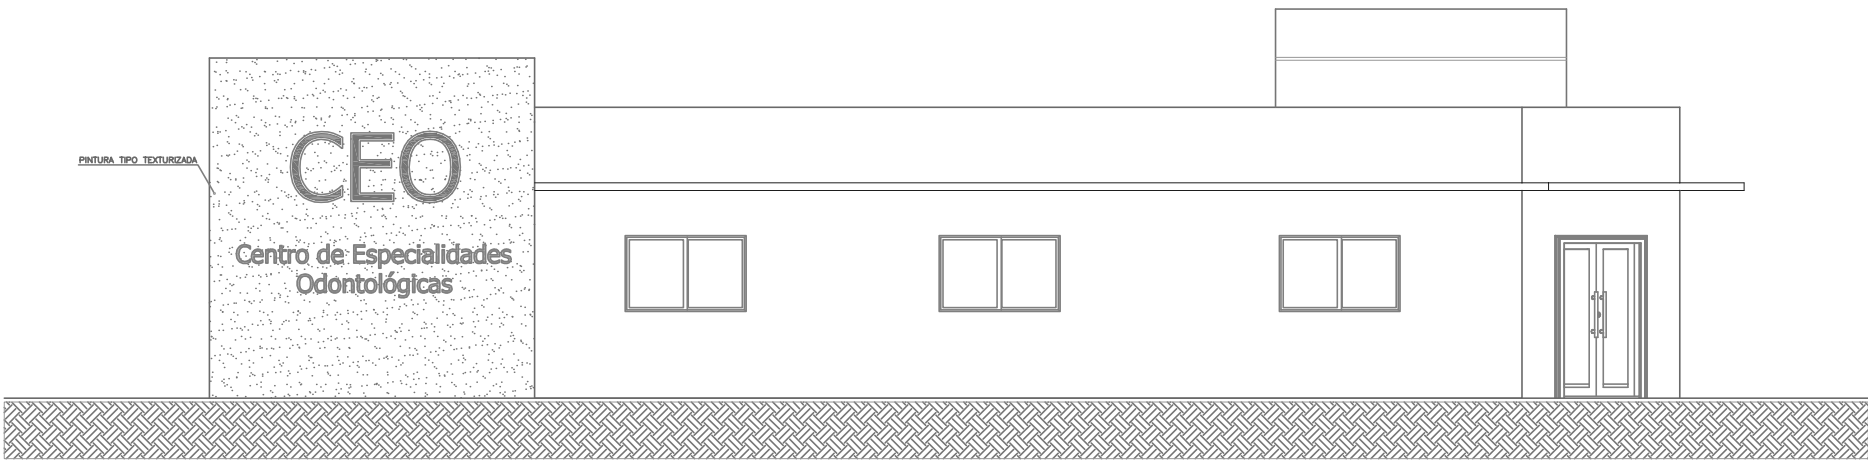 PINTURA TIPO TEXTURIZADA
CEO
Centro de Especialidades
Odontológicas